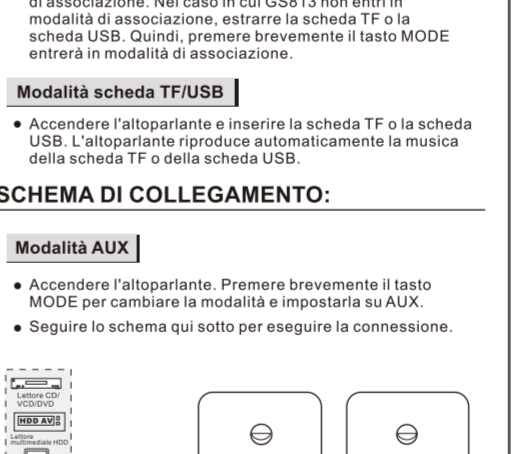 di associazione. Nel caso in cui GS813 non entri in
modalità di associazione, estrarre la scheda TF o la
scheda USB. Quindi, premere brevemente il tasto MODE
entrerà in modalità di associazione.
Modalità scheda TF/USB
● Accendere l'altoparlante e inserire la scheda TF o la scheda
USB. L'altoparlante riproduce automaticamente la musica
della scheda TF o della scheda USB.
SCHEMA DI COLLEGAMENTO:
Modalità AUX
● Accendere l'altoparlante. Premere brevemente il tasto
MODE per cambiare la modalità e impostarla su AUX.
● Seguire lo schema qui sotto per eseguire la connessione.
Lettore CD/
VCD/DVD
HDD AV
Lettore
multimediale HDD